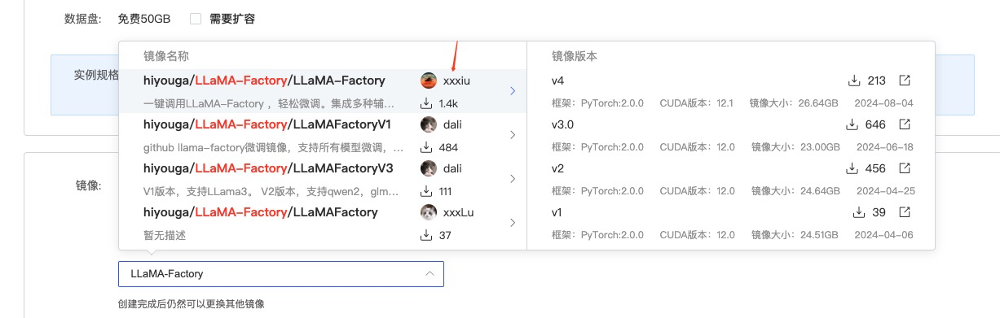 数据盘: 免费50GB 需要扩容
实例规格
镜像名称
hiyouga/LLaMA-Factory/LLaMA-Factory xxxiu
一键调用LLaMA-Factory ，轻松微调。集成多种辅... 1.4k
hiyouga/LLaMA-Factory/LLaMAFactoryV1 dali
github llama-factory微调镜像，支持所有模型微调，... 484
hiyouga/LLaMA-Factory/LLaMAFactoryV3 dali
V1版本，支持LLama3。 V2版本，支持qwen2，glm... 111
hiyouga/LLaMA-Factory/LLaMAFactory xxxLu
暂无描述 37
镜像版本
v4 213
框架：PyTorch:2.0.0 CUDA版本：12.1 镜像大小：26.64GB 2024-08-04
v3.0 646
框架：PyTorch:2.0.0 CUDA版本：12.0 镜像大小：23.00GB 2024-06-18
v2 456
框架：PyTorch:2.0.0 CUDA版本：12.0 镜像大小：24.64GB 2024-04-25
v1 39
框架：PyTorch:2.0.0 CUDA版本：12.0 镜像大小：24.51GB 2024-04-06
镜像:
LLaMA-Factory
创建完成后仍然可以更换其他镜像